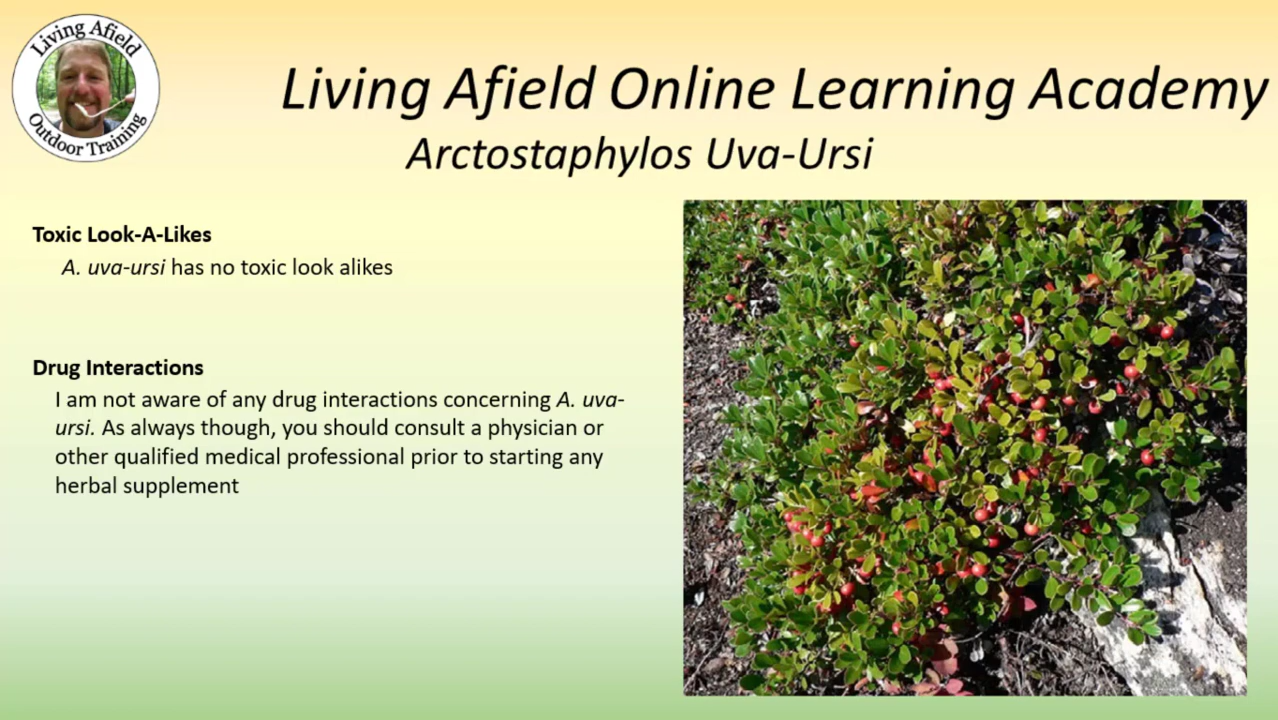 Living Afield
Outdoor Training
Living Afield Online Learning Academy
Arctostaphylos Uva-Ursi
Toxic Look-A-Likes
A. uva-ursi has no toxic look alikes
Drug Interactions
I am not aware of any drug interactions concerning A. uva-
ursi. As always though, you should consult a physician or
other qualified medical professional prior to starting any
herbal supplement